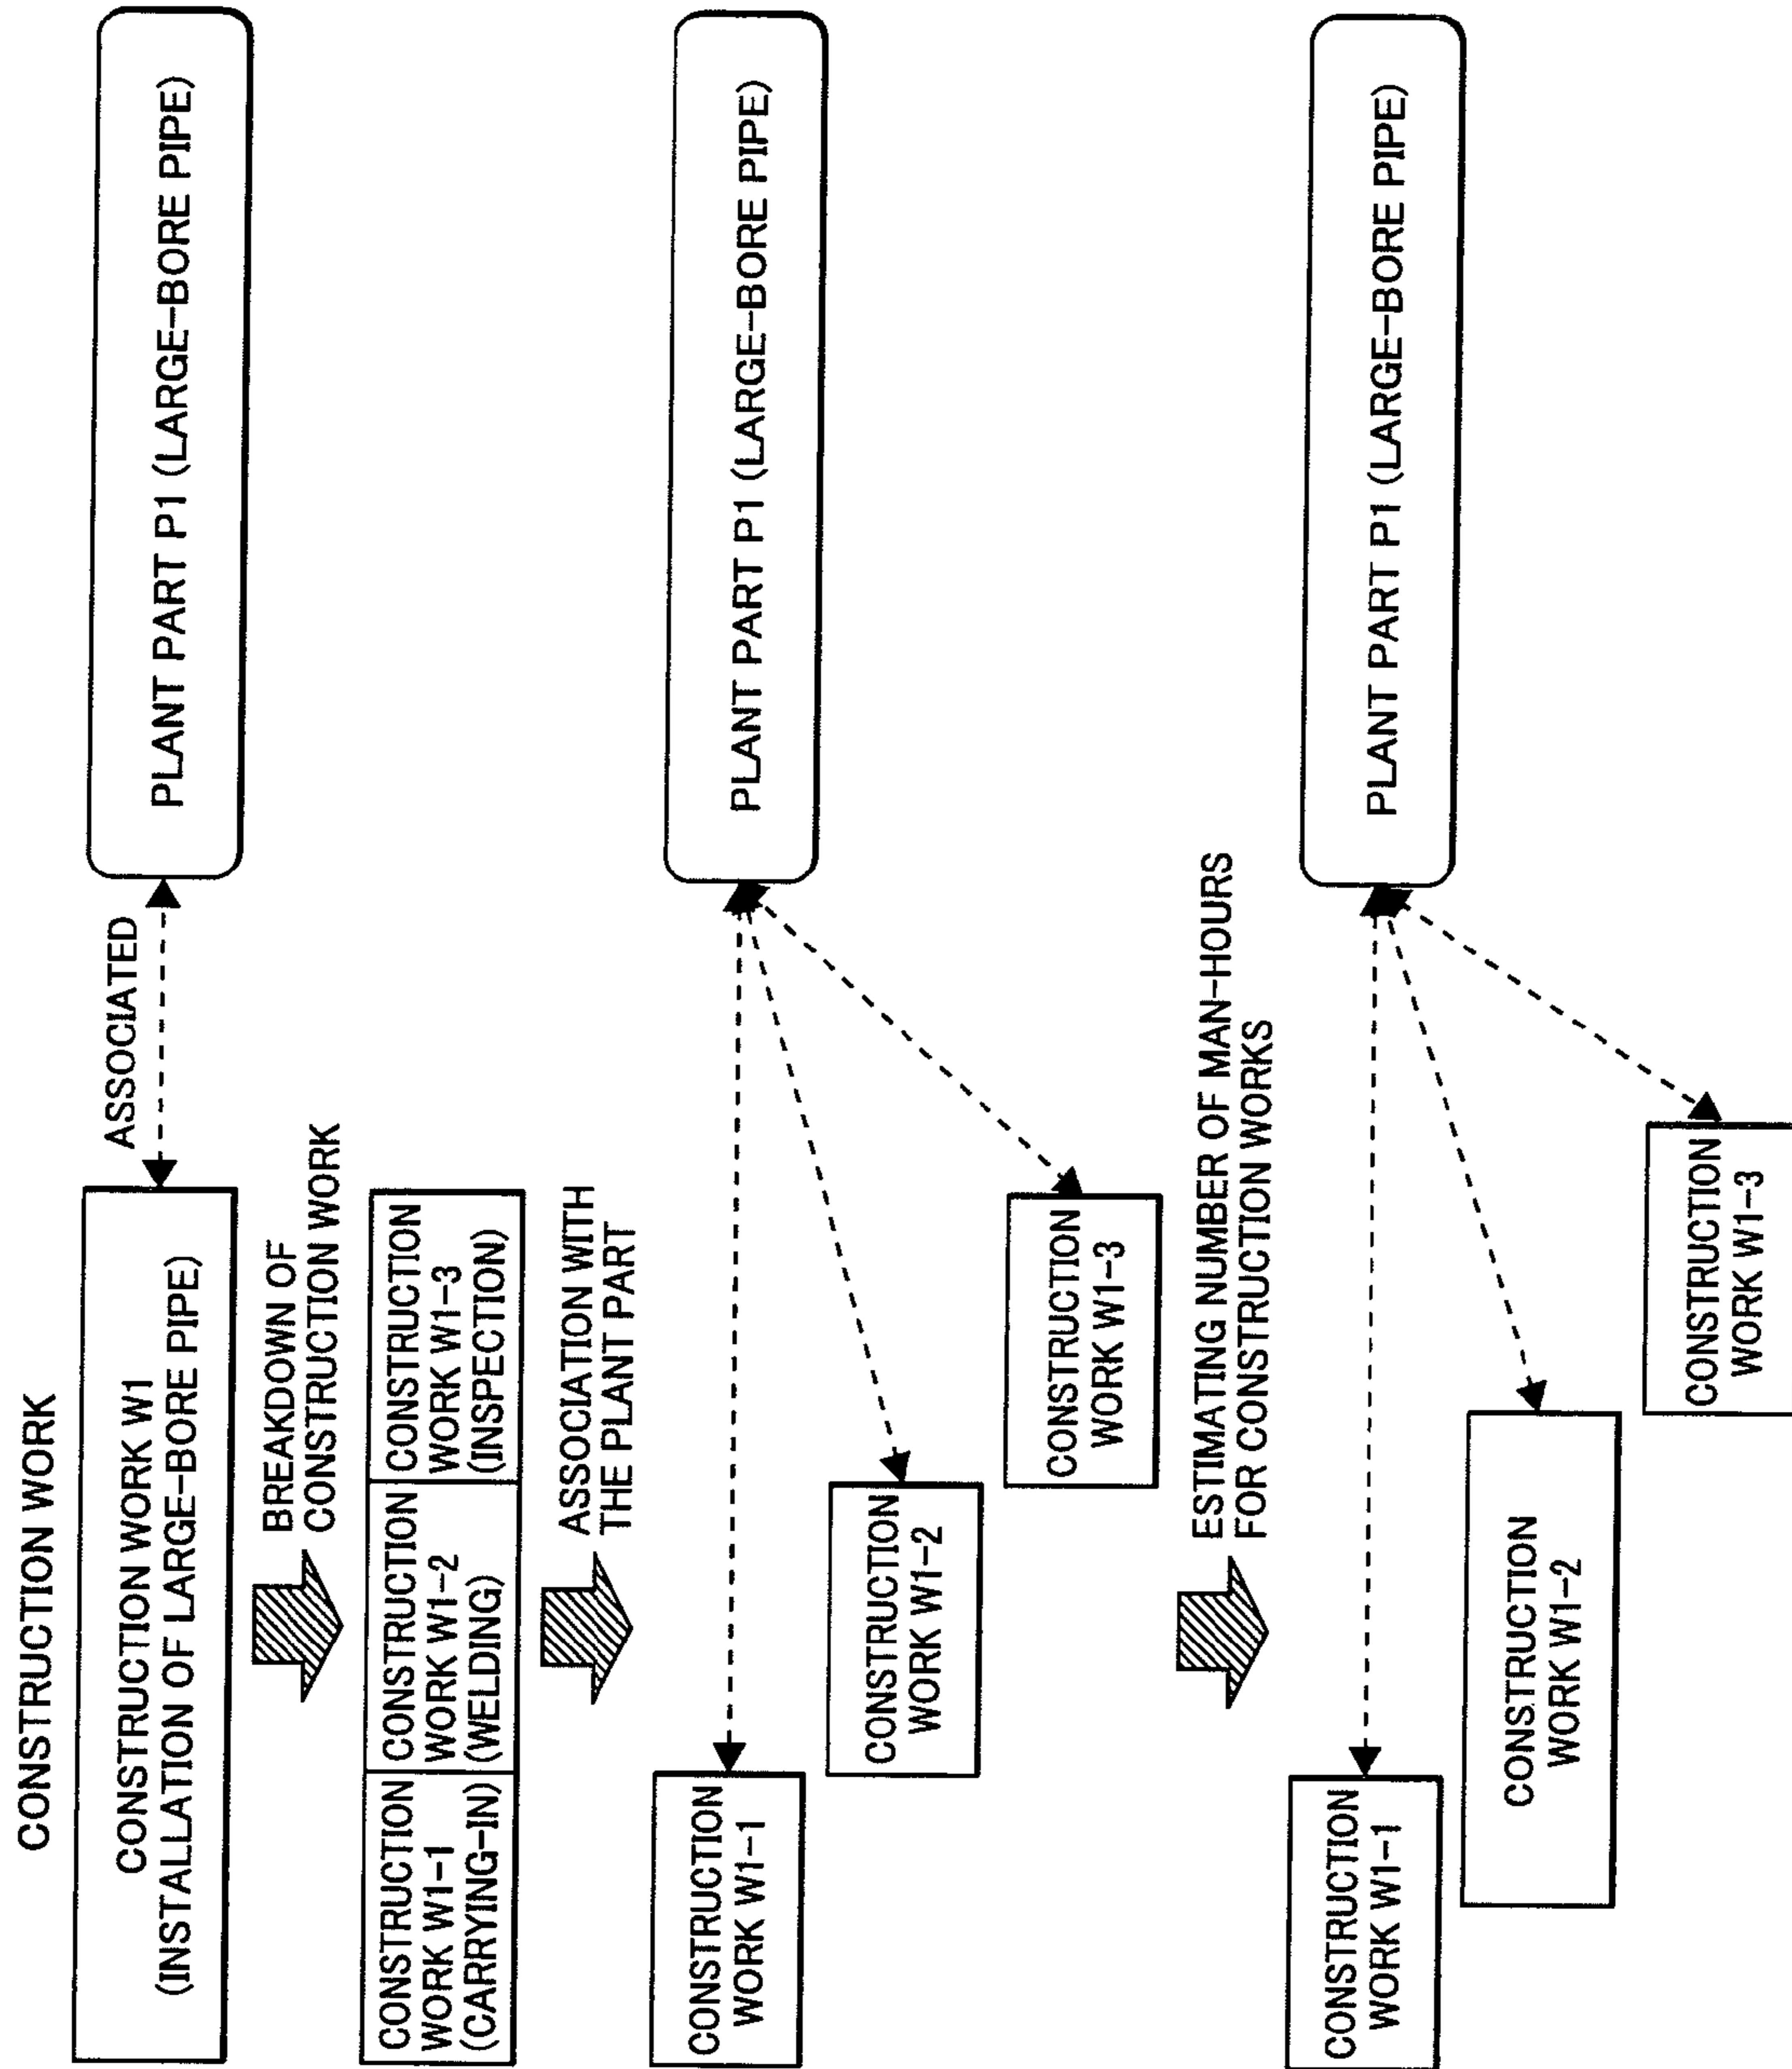 CONSTRUCTION WORK
CONSTRUCTION WORK W1
(INSTALLATION OF LARGE-BORE PIPE)
ASSOCIATED
PLANT PART P1 (LARGE-BORE PIPE)
BREAKDOWN OF
CONSTRUCTION WORK
CONSTRUCTION
WORK W1-1
(CARRYING-IN)
CONSTRUCTION
WORK W1-2
(WELDING)
CONSTRUCTION
WORK W1-3
(INSPECTION)
ASSOCIATION WITH
THE PLANT PART
CONSTRUCTION
WORK W1-1
PLANT PART P1 (LARGE-BORE PIPE)
CONSTRUCTION
WORK W1-2
CONSTRUCTION
WORK W1-3
ESTIMATING NUMBER OF MAN-HOURS
FOR CONSTRUCTION WORKS
CONSTRUCTION
WORK W1-1
PLANT PART P1 (LARGE-BORE PIPE)
CONSTRUCTION
WORK W1-2
CONSTRUCTION
WORK W1-3